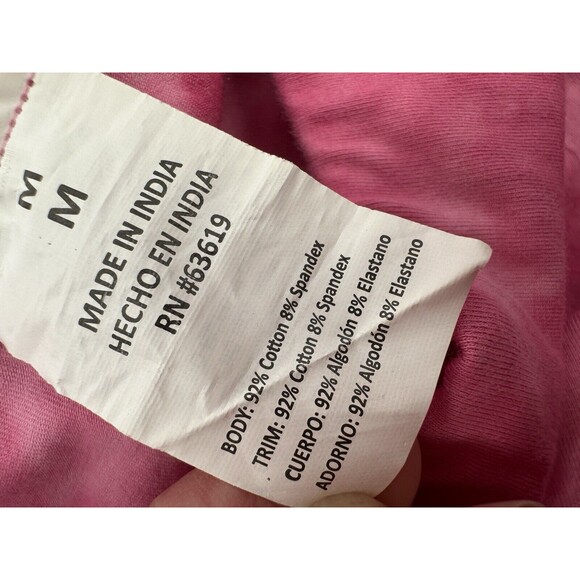 M
M
MADE IN INDIA
HECHO EN INDIA
RN #63619
BODY: 92% Cotton 8% Spandex
TRIM: 92% Cotton 8% Spandex
CUERPO: 92% Algodón 8% Elastano
ADORNO: 92% Algodón 8% Elastano